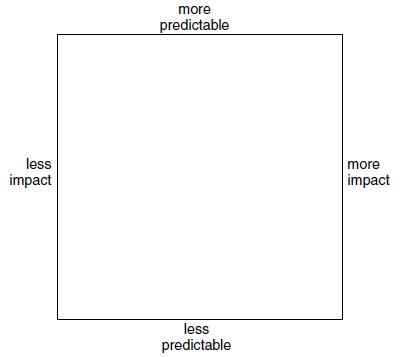 more
predictable
less
impact
more
impact
less
predictable